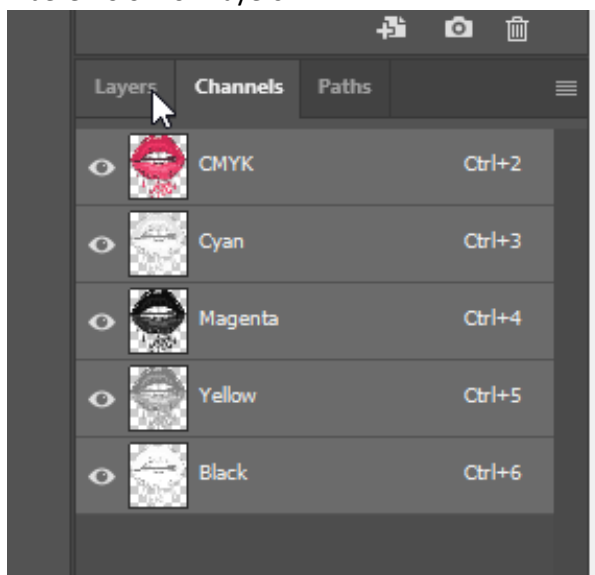 Layers Channels Paths
CMYK Ctrl+2
Cyan Ctrl+3
Magenta Ctrl+4
Yellow Ctrl+5
Black Ctrl+6